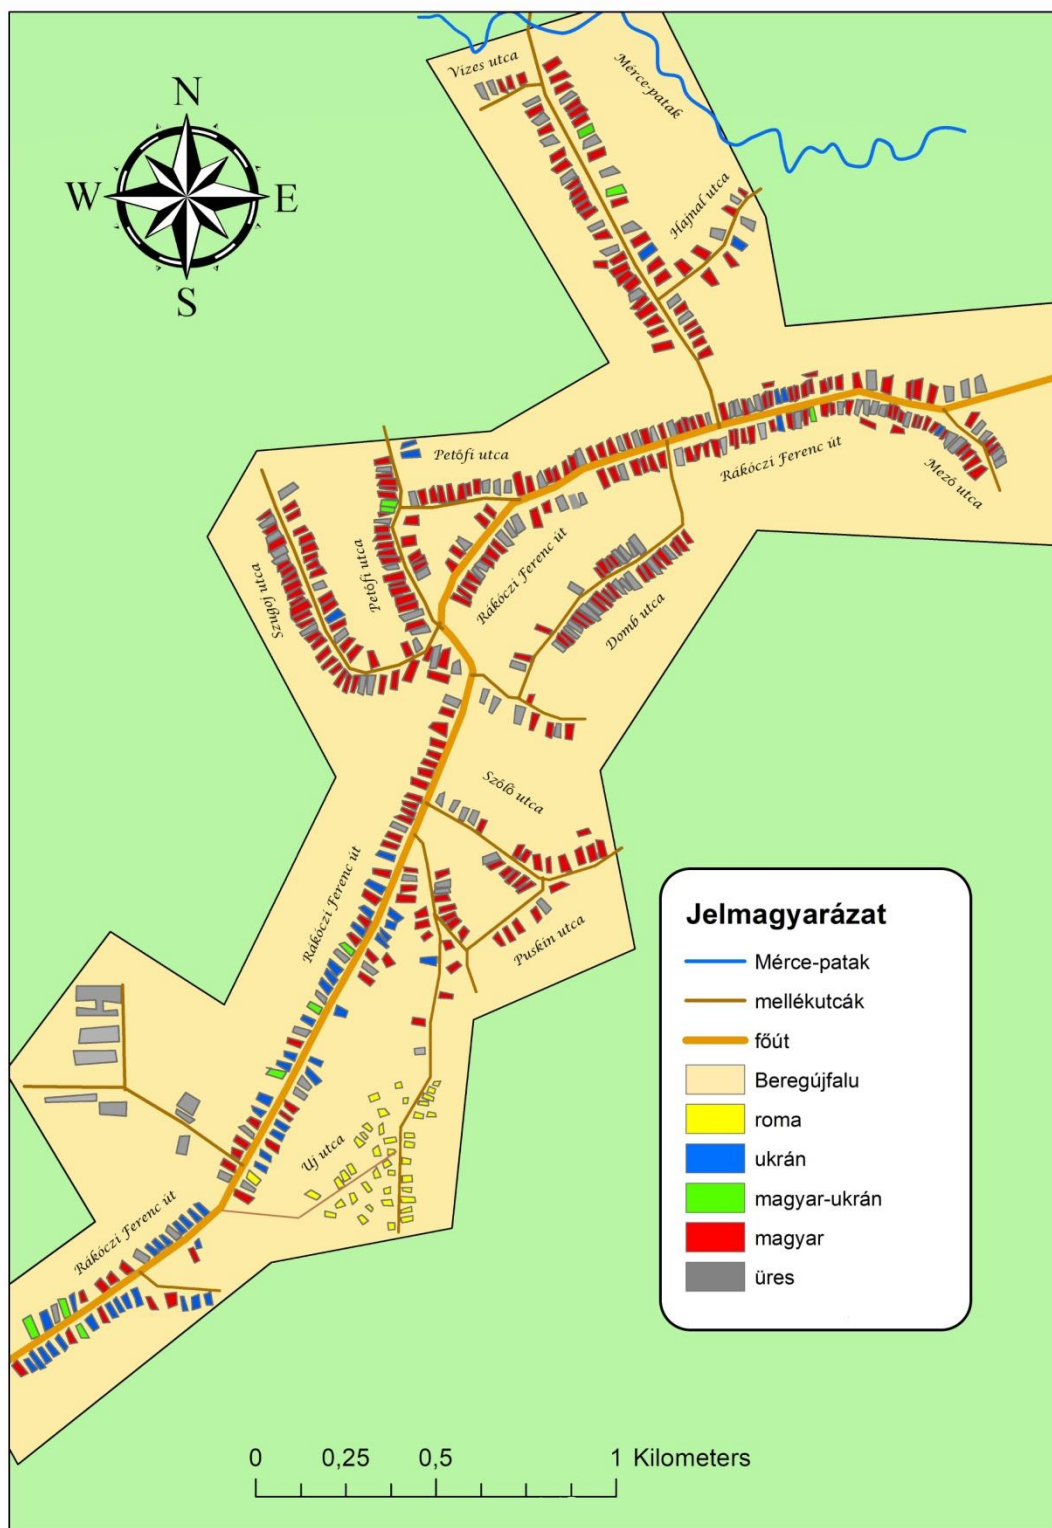 Vizes utca
Mérce-patak
N
W
E
S
Hajnal utca
Petőfi utca
Rákóczi Ferenc út
Mező utca
Petőfi utca
Szugoj utca
Rákóczi Ferenc út
Domb utca
Szőlő utca
Rákóczi Ferenc út
Puskin utca
Uj utca
Rákóczi Ferenc út
Jelmagyarázat
Mérce-patak
mellékutcák
főút
Beregújfalu
roma
ukrán
magyar-ukrán
magyar
üres
0 0,25 0,5 1 Kilometers